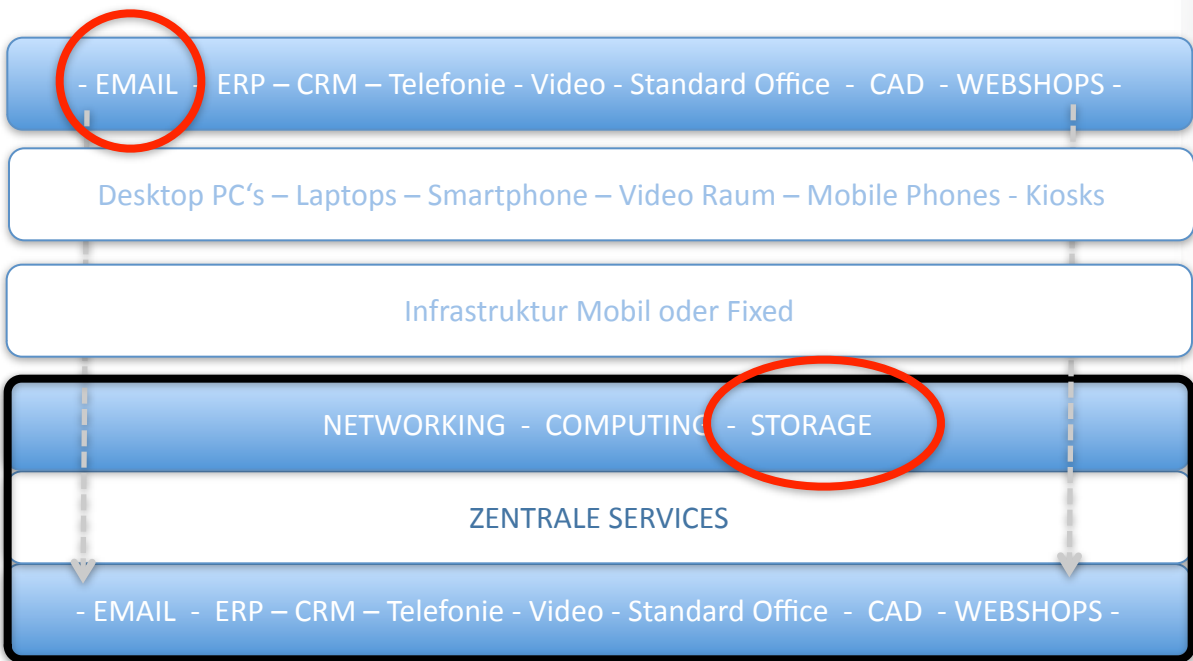 - EMAIL - ERP – CRM – Telefonie - Video - Standard Office - CAD - WEBSHOPS -
Desktop PC‘s – Laptops – Smartphone – Video Raum – Mobile Phones - Kiosks
Infrastruktur Mobil oder Fixed
NETWORKING - COMPUTING - STORAGE
ZENTRALE SERVICES
- EMAIL - ERP – CRM – Telefonie - Video - Standard Office - CAD - WEBSHOPS -